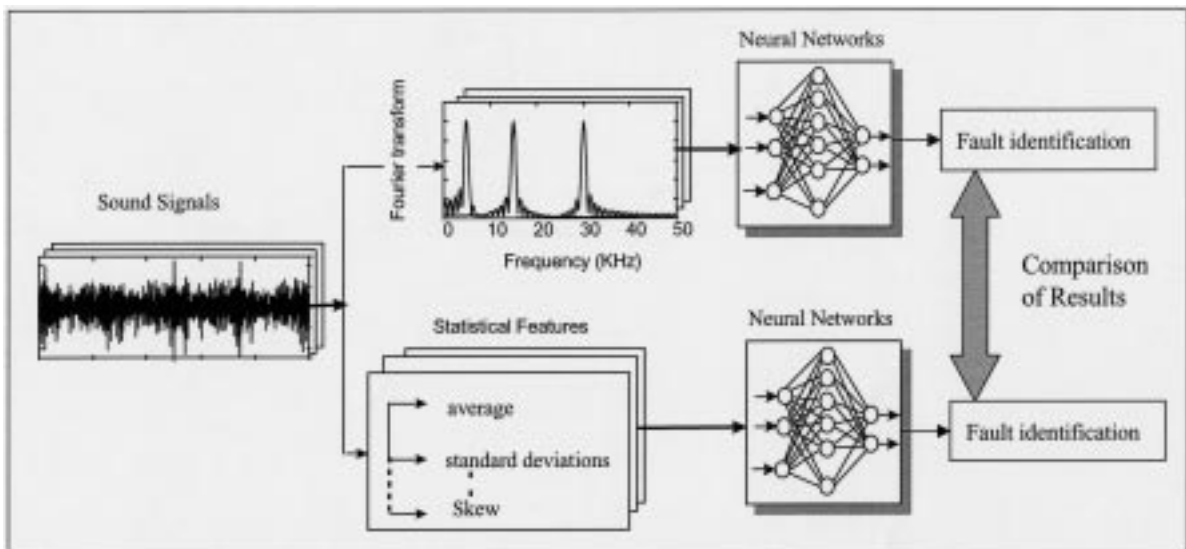 Neural Networks
Fourier transform
Fault identification
Sound Signals
0 10 20 30 40 50
Frequency (KHz)
Comparison
of Results
Statistical Features
Neural Networks
average
Fault identification
standard deviations
Skew